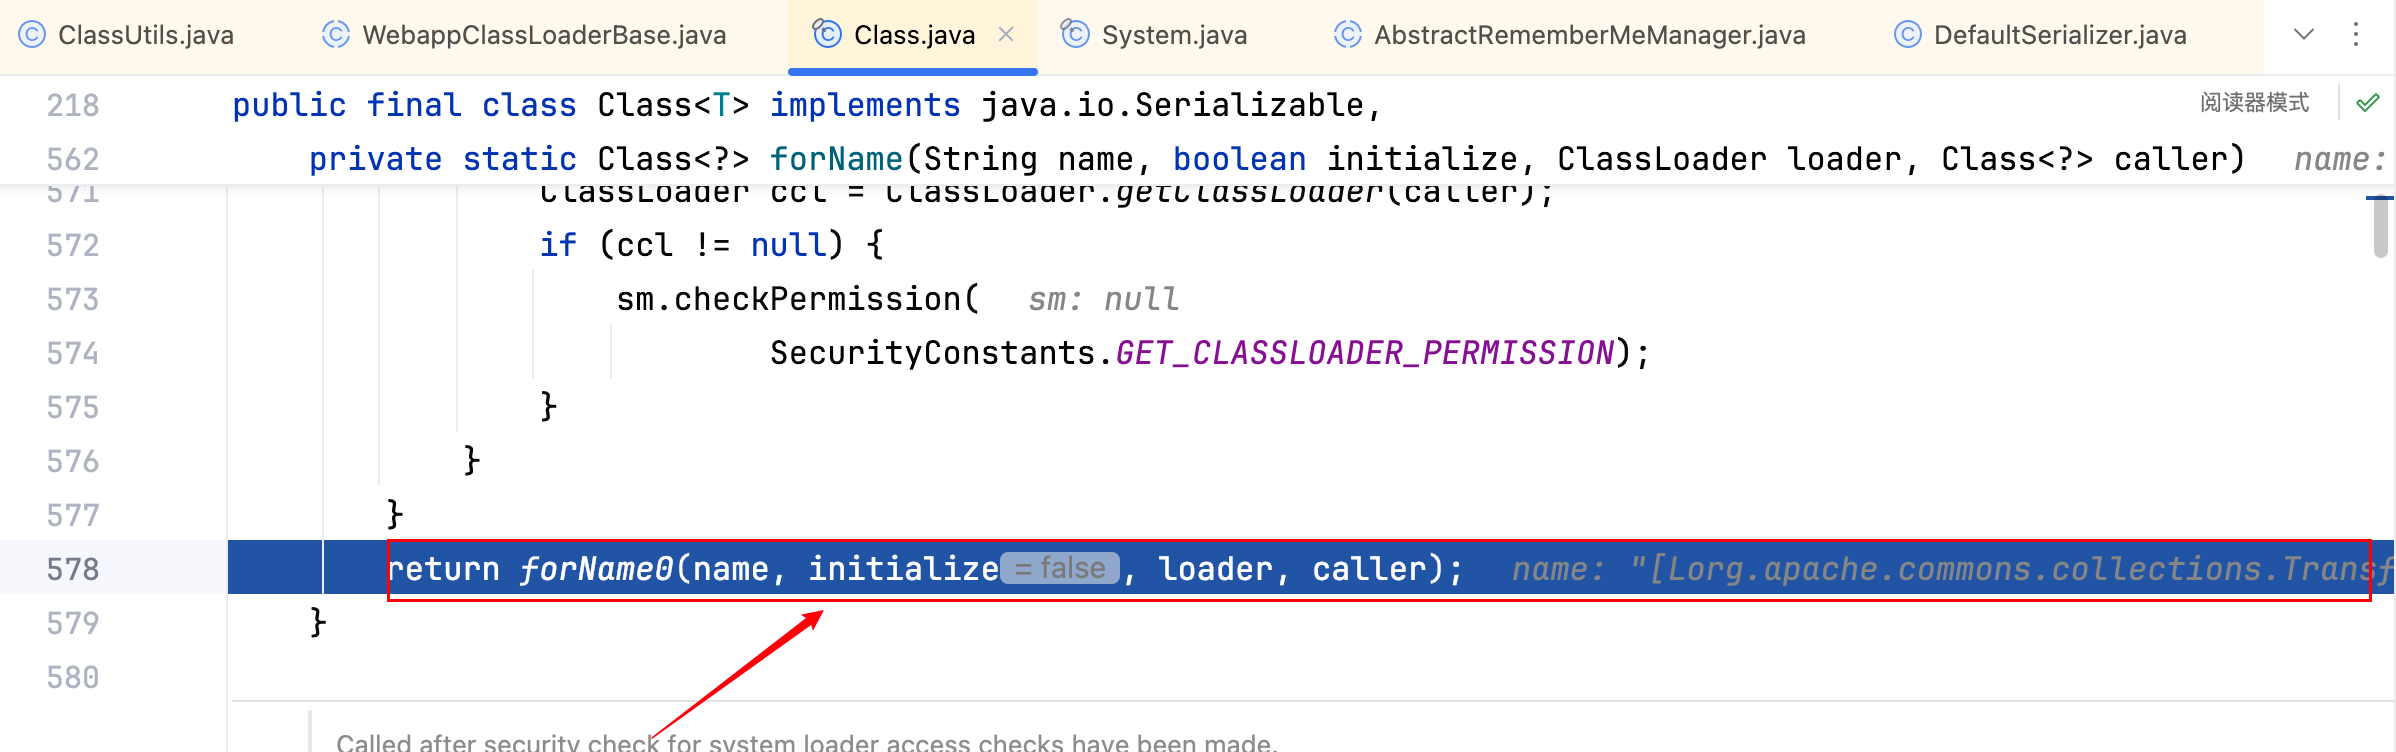 ClassUtils.java WebappClassLoaderBase.java Class.java System.java AbstractRememberMeManager.java DefaultSerializer.java
218 public final class Class<T> implements java.io.Serializable, 阅读器模式
562 private static Class<?> forName(String name, boolean initialize, ClassLoader loader, Class<?> caller) name:
571 ClassLoader ccl = ClassLoader.getClassLoader(caller);
572 if (ccl != null) {
573 sm.checkPermission( sm: null
574 SecurityConstants.GET_CLASSLOADER_PERMISSION);
575 }
576 }
577 }
578 return forName0(name, initialize = false, loader, caller); name: "[Lorg.apache.commons.collections.Transf
579 }
580
Called after security check for system loader access checks have been made.